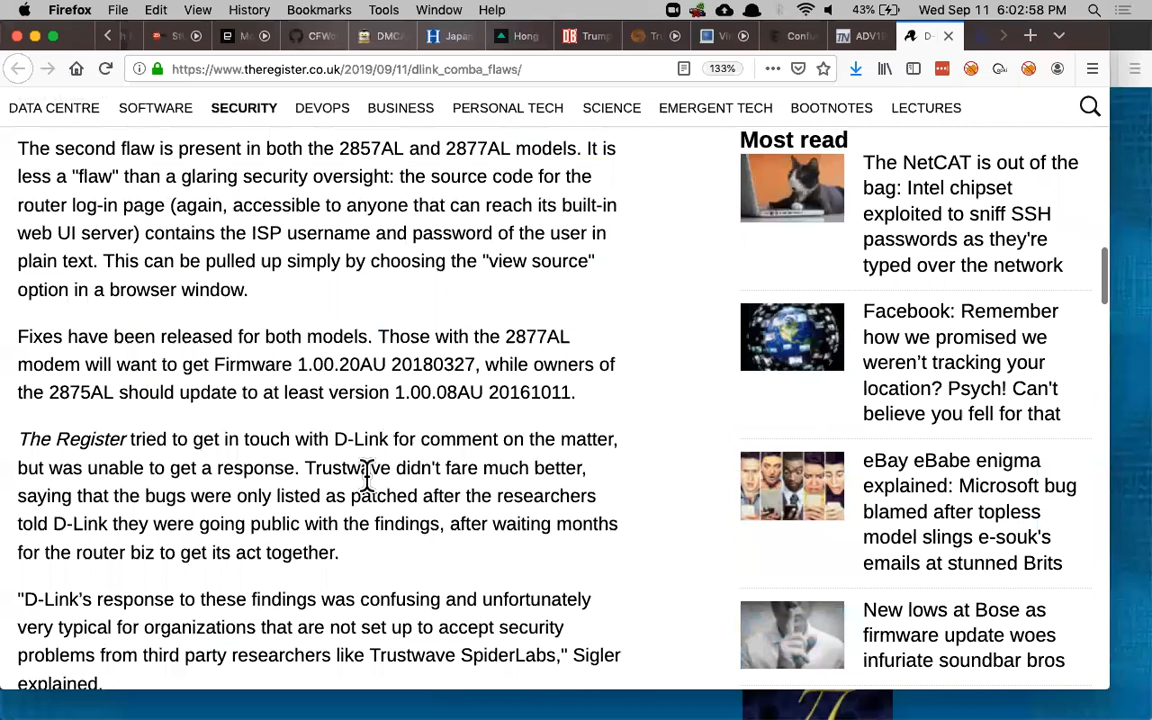 Firefox File Edit View History Bookmarks Tools Window Help 43% Wed Sep 11 6:02:58 PM
CFWo DMCA Japan Hong Trump Confu ADV19 D-
https://www.theregister.co.uk/2019/09/11/dlink_comba_flaws/ 133%
DATA CENTRE SOFTWARE SECURITY DEVOPS BUSINESS PERSONAL TECH SCIENCE EMERGENT TECH BOOTNOTES LECTURES
The second flaw is present in both the 2857AL and 2877AL models. It is
less a "flaw" than a glaring security oversight: the source code for the
router log-in page (again, accessible to anyone that can reach its built-in
web UI server) contains the ISP username and password of the user in
plain text. This can be pulled up simply by choosing the "view source"
option in a browser window.
Fixes have been released for both models. Those with the 2877AL
modem will want to get Firmware 1.00.20AU 20180327, while owners of
the 2875AL should update to at least version 1.00.08AU 20161011.
The Register tried to get in touch with D-Link for comment on the matter,
but was unable to get a response. Trustwave didn't fare much better,
saying that the bugs were only listed as patched after the researchers
told D-Link they were going public with the findings, after waiting months
for the router biz to get its act together.
"D-Link's response to these findings was confusing and unfortunately
very typical for organizations that are not set up to accept security
problems from third party researchers like Trustwave SpiderLabs," Sigler
explained.
Most read
The NetCAT is out of the
bag: Intel chipset
exploited to sniff SSH
passwords as they're
typed over the network
Facebook: Remember
how we promised we
weren't tracking your
location? Psych! Can't
believe you fell for that
eBay eBabe enigma
explained: Microsoft bug
blamed after topless
model slings e-souk's
emails at stunned Brits
New lows at Bose as
firmware update woes
infuriate soundbar bros